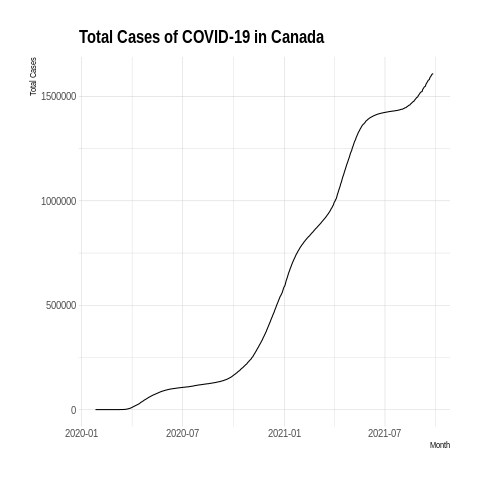 Total Cases of COVID-19 in Canada
Total Cases
1500000
1000000
500000
0
2020-01 2020-07 2021-01 2021-07
Month